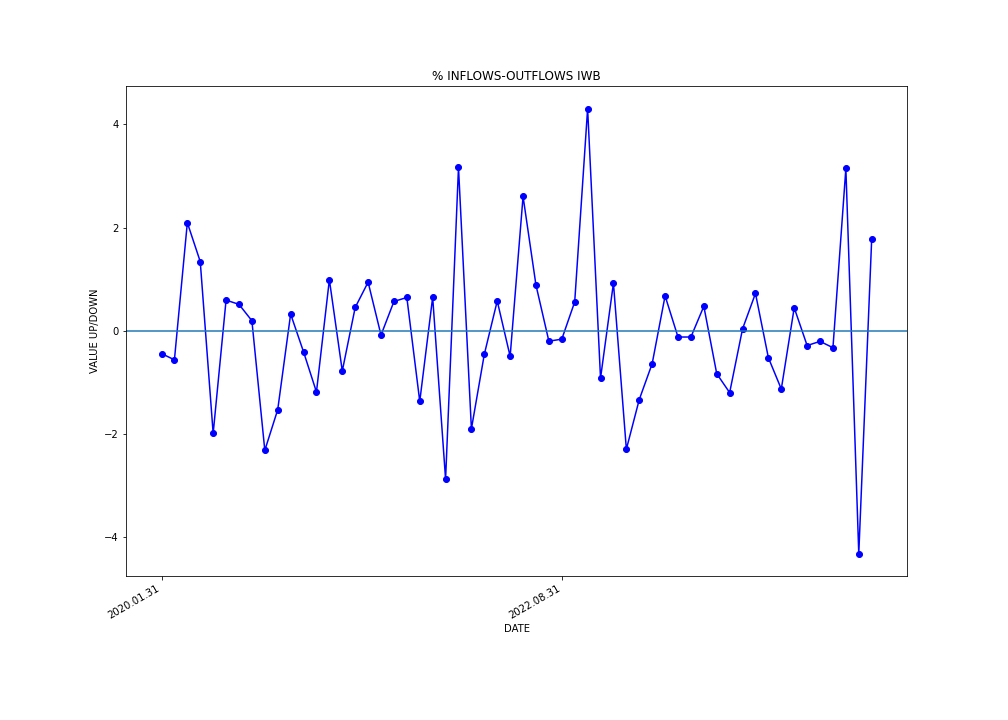 % INFLOWS-OUTFLOWS IWB
4
2
0
−2
−4
VALUE UP/DOWN
2020.01.31
2022.08.31
DATE